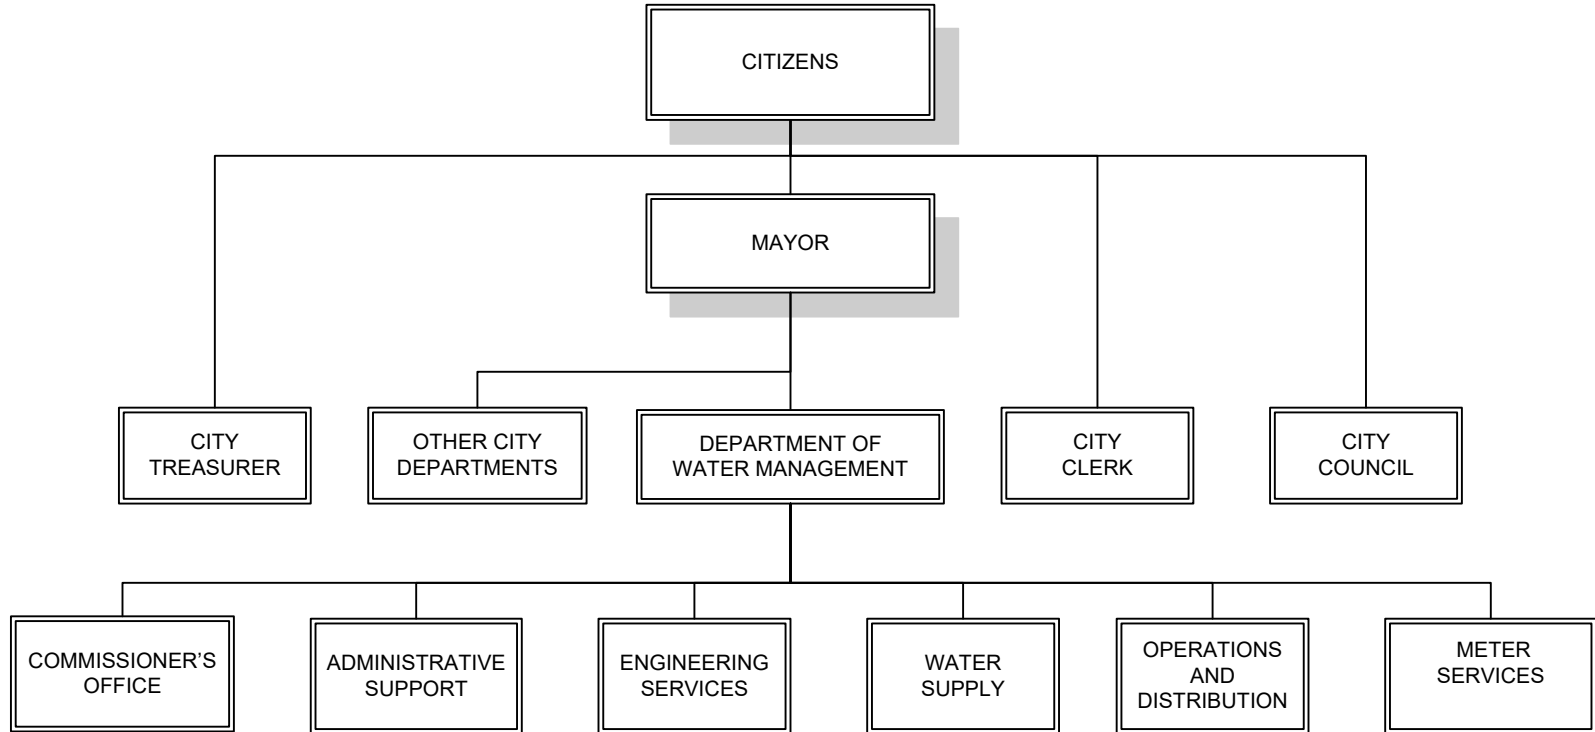 CITIZENS
MAYOR
CITY
TREASURER
OTHER CITY
DEPARTMENTS
DEPARTMENT OF
WATER MANAGEMENT
CITY
CLERK
CITY
COUNCIL
COMMISSIONER’S
OFFICE
ADMINISTRATIVE
SUPPORT
ENGINEERING
SERVICES
WATER
SUPPLY
OPERATIONS
AND
DISTRIBUTION
METER
SERVICES